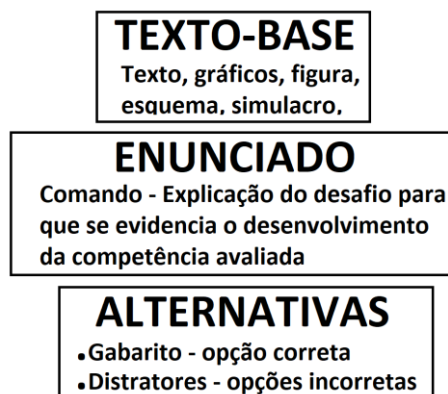 TEXTO-BASE
Texto, gráficos, figura,
esquema, simulacro,
ENUNCIADO
Comando - Explicação do desafio para
que se evidencia o desenvolvimento
da competência avaliada
ALTERNATIVAS
.Gabarito - opção correta
.Distratores - opções incorretas